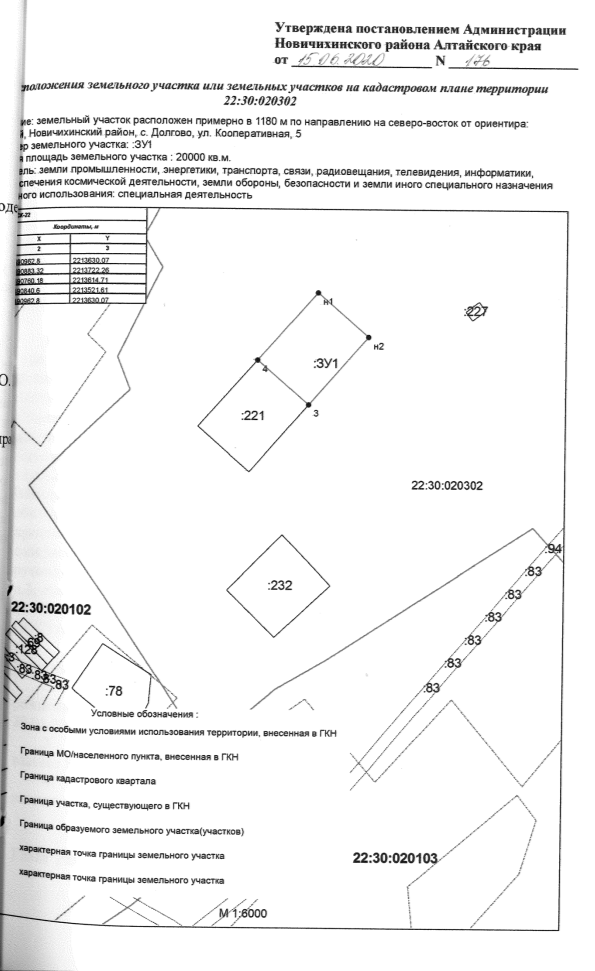 Утверждена постановлением Администрации
Новичихинского района Алтайского края
от 15.06.2020 N 176
положения земельного участка или земельных участков на кадастровом плане территории
22:30:020302
ие: земельный участок расположен примерно в 1180 м по направлению на северо-восток от ориентира:
й, Новичихинский район, с. Долгово, ул. Кооперативная, 5
ер земельного участка: :ЗУ1
я площадь земельного участка : 20000 кв.м.
ель: земли промышленности, энергетики, транспорта, связи, радиовещания, телевидения, информатики,
спечения космической деятельности, земли обороны, безопасности и земли иного специального назначения
ного использования: специальная деятельность
Координаты, м
X Y
2 3
2213630.07
2213722.26
2213614.71
2213521.61
2213630.07
н1
:227
н2
:ЗУ1
4
3
:221
22:30:020302
:94
:83
:232
:83
22:30:020102
:83
:83
:83
:83
:78
Условные обозначения :
Зона с особыми условиями использования территории, внесенная в ГКН
Граница МО/населенного пункта, внесенная в ГКН
Граница кадастрового квартала
Граница участка, существующего в ГКН
Граница образуемого земельного участка(участков)
характерная точка границы земельного участка
22:30:020103
характерная точка границы земельного участка
М 1:6000